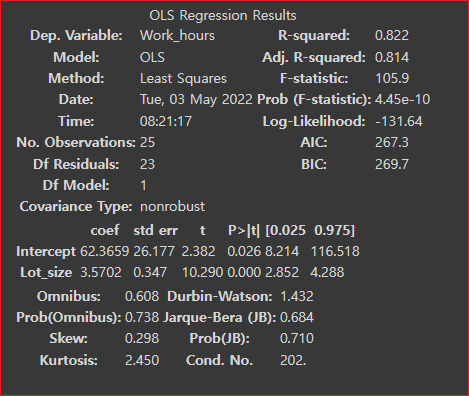 OLS Regression Results
Dep. Variable: Work_hours R-squared: 0.822
Model: OLS Adj. R-squared: 0.814
Method: Least Squares F-statistic: 105.9
Date: Tue, 03 May 2022 Prob (F-statistic): 4.45e-10
Time: 08:21:17 Log-Likelihood: -131.64
No. Observations: 25 AIC: 267.3
Df Residuals: 23 BIC: 269.7
Df Model: 1
Covariance Type: nonrobust
coef std err t P>|t| [0.025 0.975]
Intercept 62.3659 26.177 2.382 0.026 8.214 116.518
Lot_size 3.5702 0.347 10.290 0.000 2.852 4.288
Omnibus: 0.608 Durbin-Watson: 1.432
Prob(Omnibus): 0.738 Jarque-Bera (JB): 0.684
Skew: 0.298 Prob(JB): 0.710
Kurtosis: 2.450 Cond. No. 202.